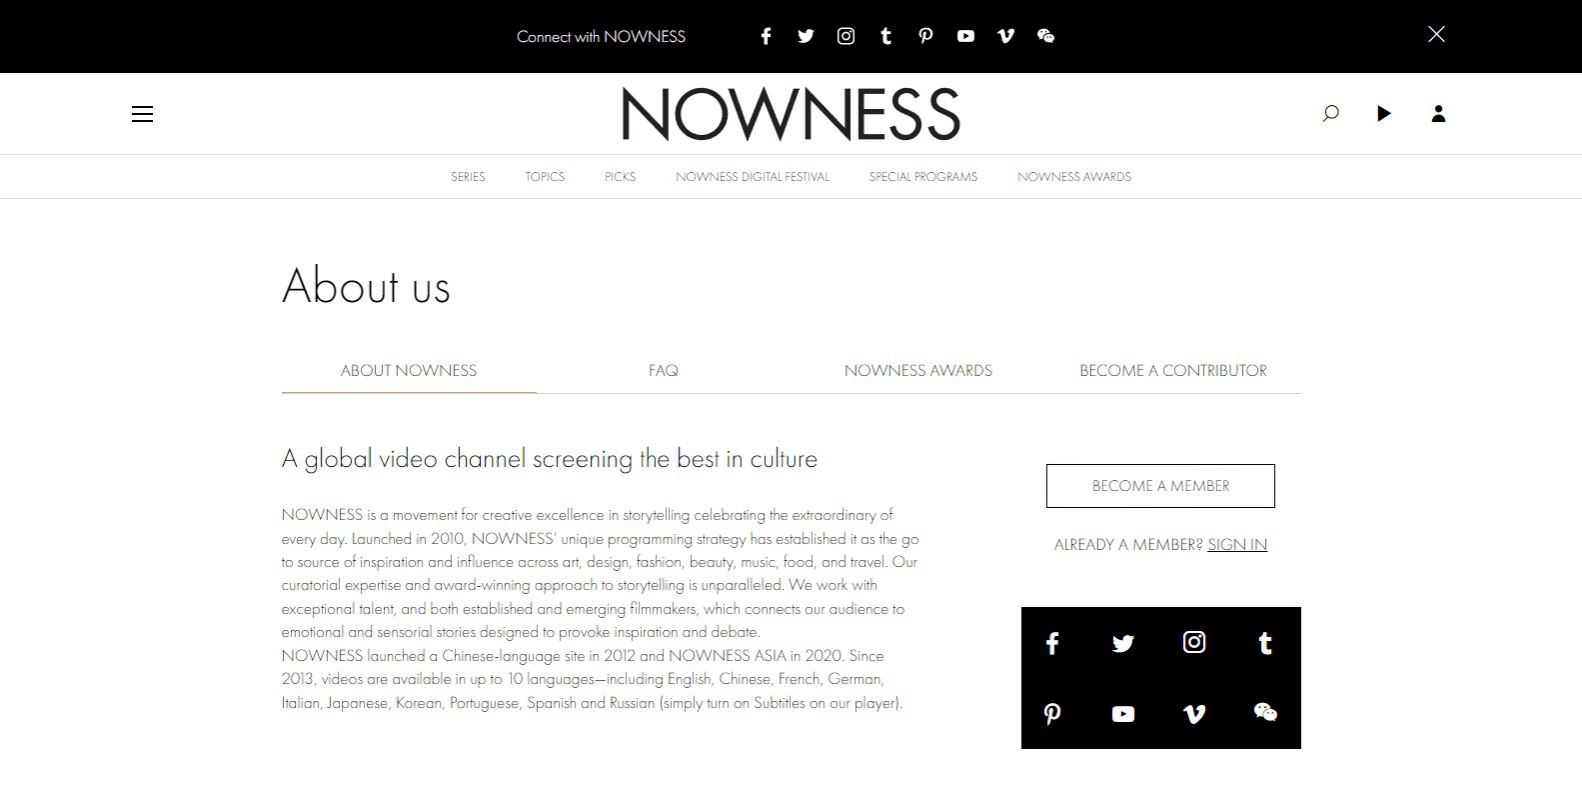 Connect with NOWNESS
NOWNESS
SERIES
TOPICS
PICKS
NOWNESS DIGITAL FESTIVAL
SPECIAL PROGRAMS
NOWNESS AWARDS
About us
ABOUT NOWNESS
FAQ
NOWNESS AWARDS
BECOME A CONTRIBUTOR
A global video channel screening the best in culture
NOWNESS is a movement for creative excellence in storytelling celebrating the extraordinary of
every day. Launched in 2010, NOWNESS' unique programming strategy has established it as the go
to source of inspiration and influence across art, design, fashion, beauty, music, food, and travel. Our
curatorial expertise and award-winning approach to storytelling is unparalleled. We work with
exceptional talent, and both established and emerging filmmakers, which connects our audience to
emotional and sensorial stories designed to provoke inspiration and debate.
NOWNESS launched a Chinese-language site in 2012 and NOWNESS ASIA in 2020. Since
2013, videos are available in up to 10 languages—including English, Chinese, French, German,
Italian, Japanese, Korean, Portuguese, Spanish and Russian (simply turn on Subtitles on our player).
BECOME A MEMBER
ALREADY A MEMBER? SIGN IN